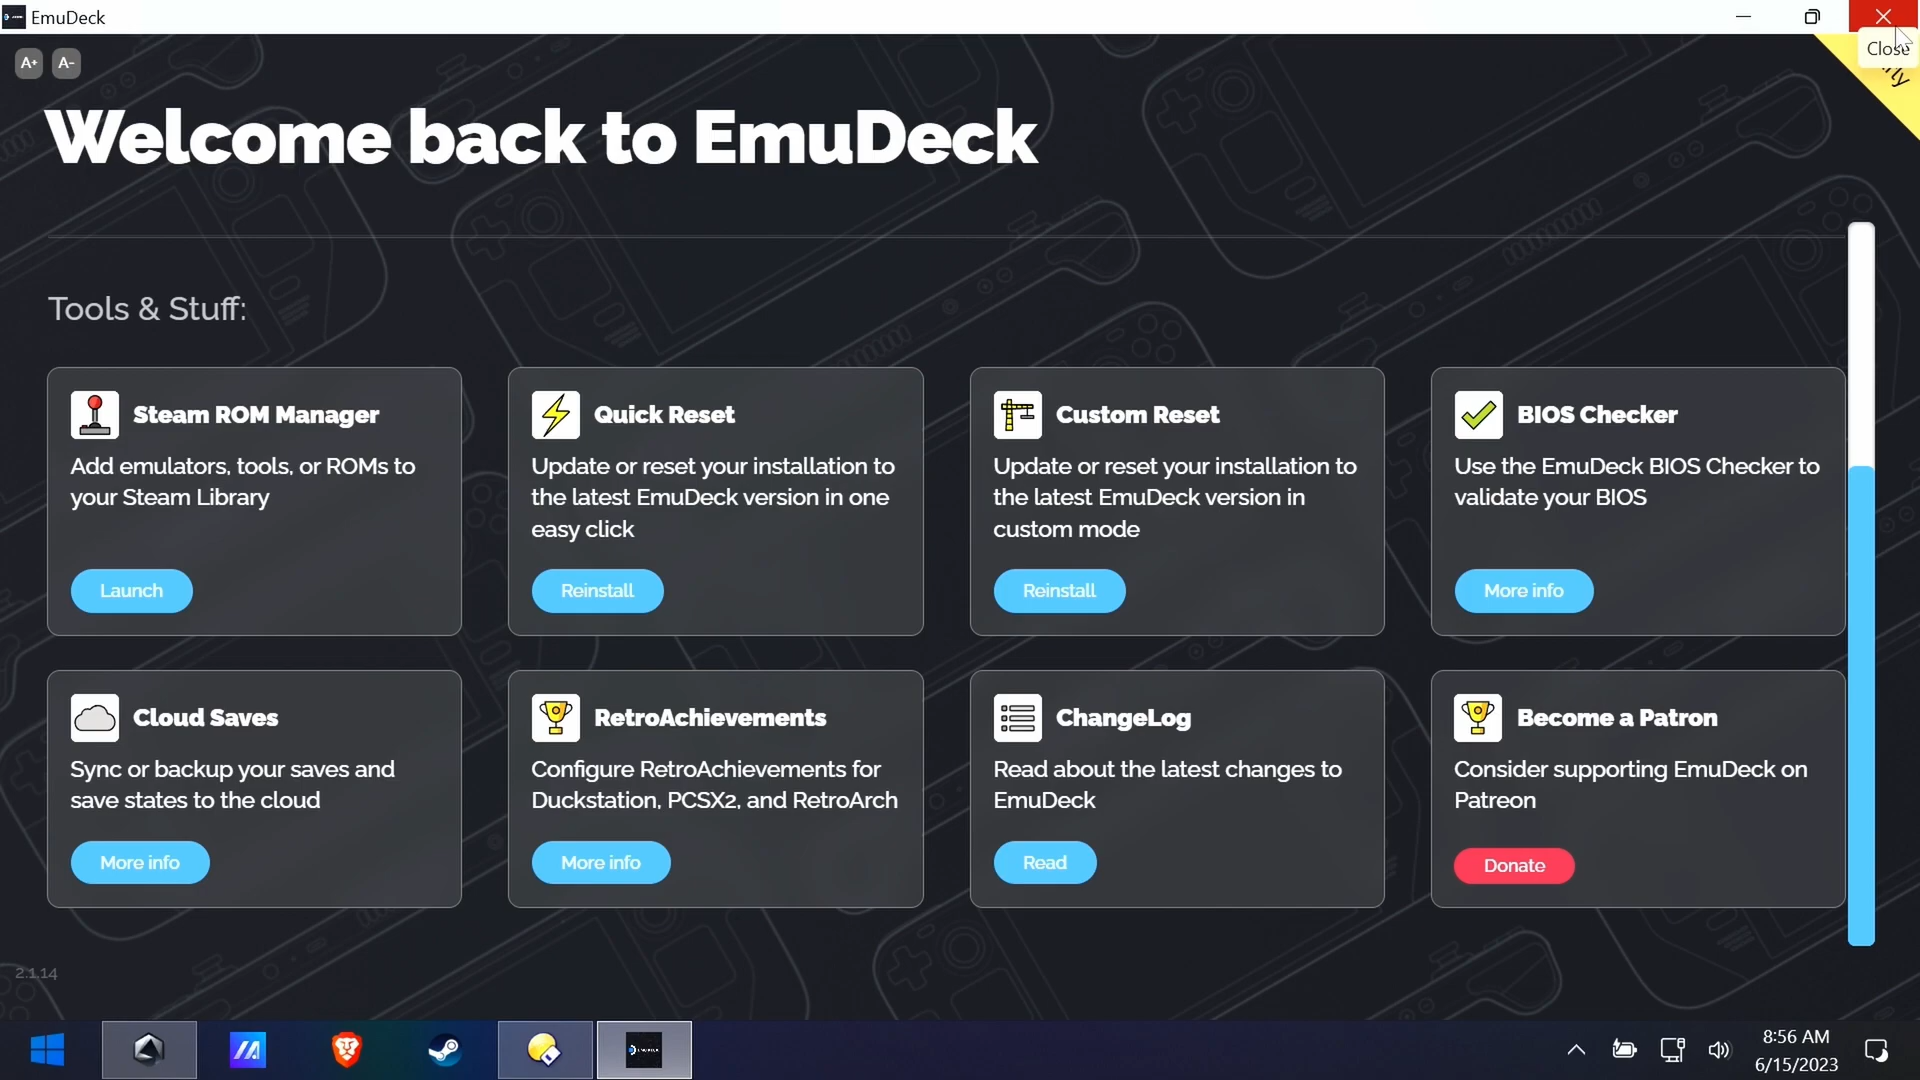 EmuDeck
A+ A-
Close
Welcome back to EmuDeck
Tools & Stuff:
Steam ROM Manager
Add emulators, tools, or ROMs to
your Steam Library
Launch
Quick Reset
Update or reset your installation to
the latest EmuDeck version in one
easy click
Reinstall
Custom Reset
Update or reset your installation to
the latest EmuDeck version in
custom mode
Reinstall
BIOS Checker
Use the EmuDeck BIOS Checker to
validate your BIOS
More info
Cloud Saves
Sync or backup your saves and
save states to the cloud
More info
RetroAchievements
Configure RetroAchievements for
Duckstation, PCSX2, and RetroArch
More info
ChangeLog
Read about the latest changes to
EmuDeck
Read
Become a Patron
Consider supporting EmuDeck on
Patreon
Donate
2.1.14
8:56 AM
6/15/2023